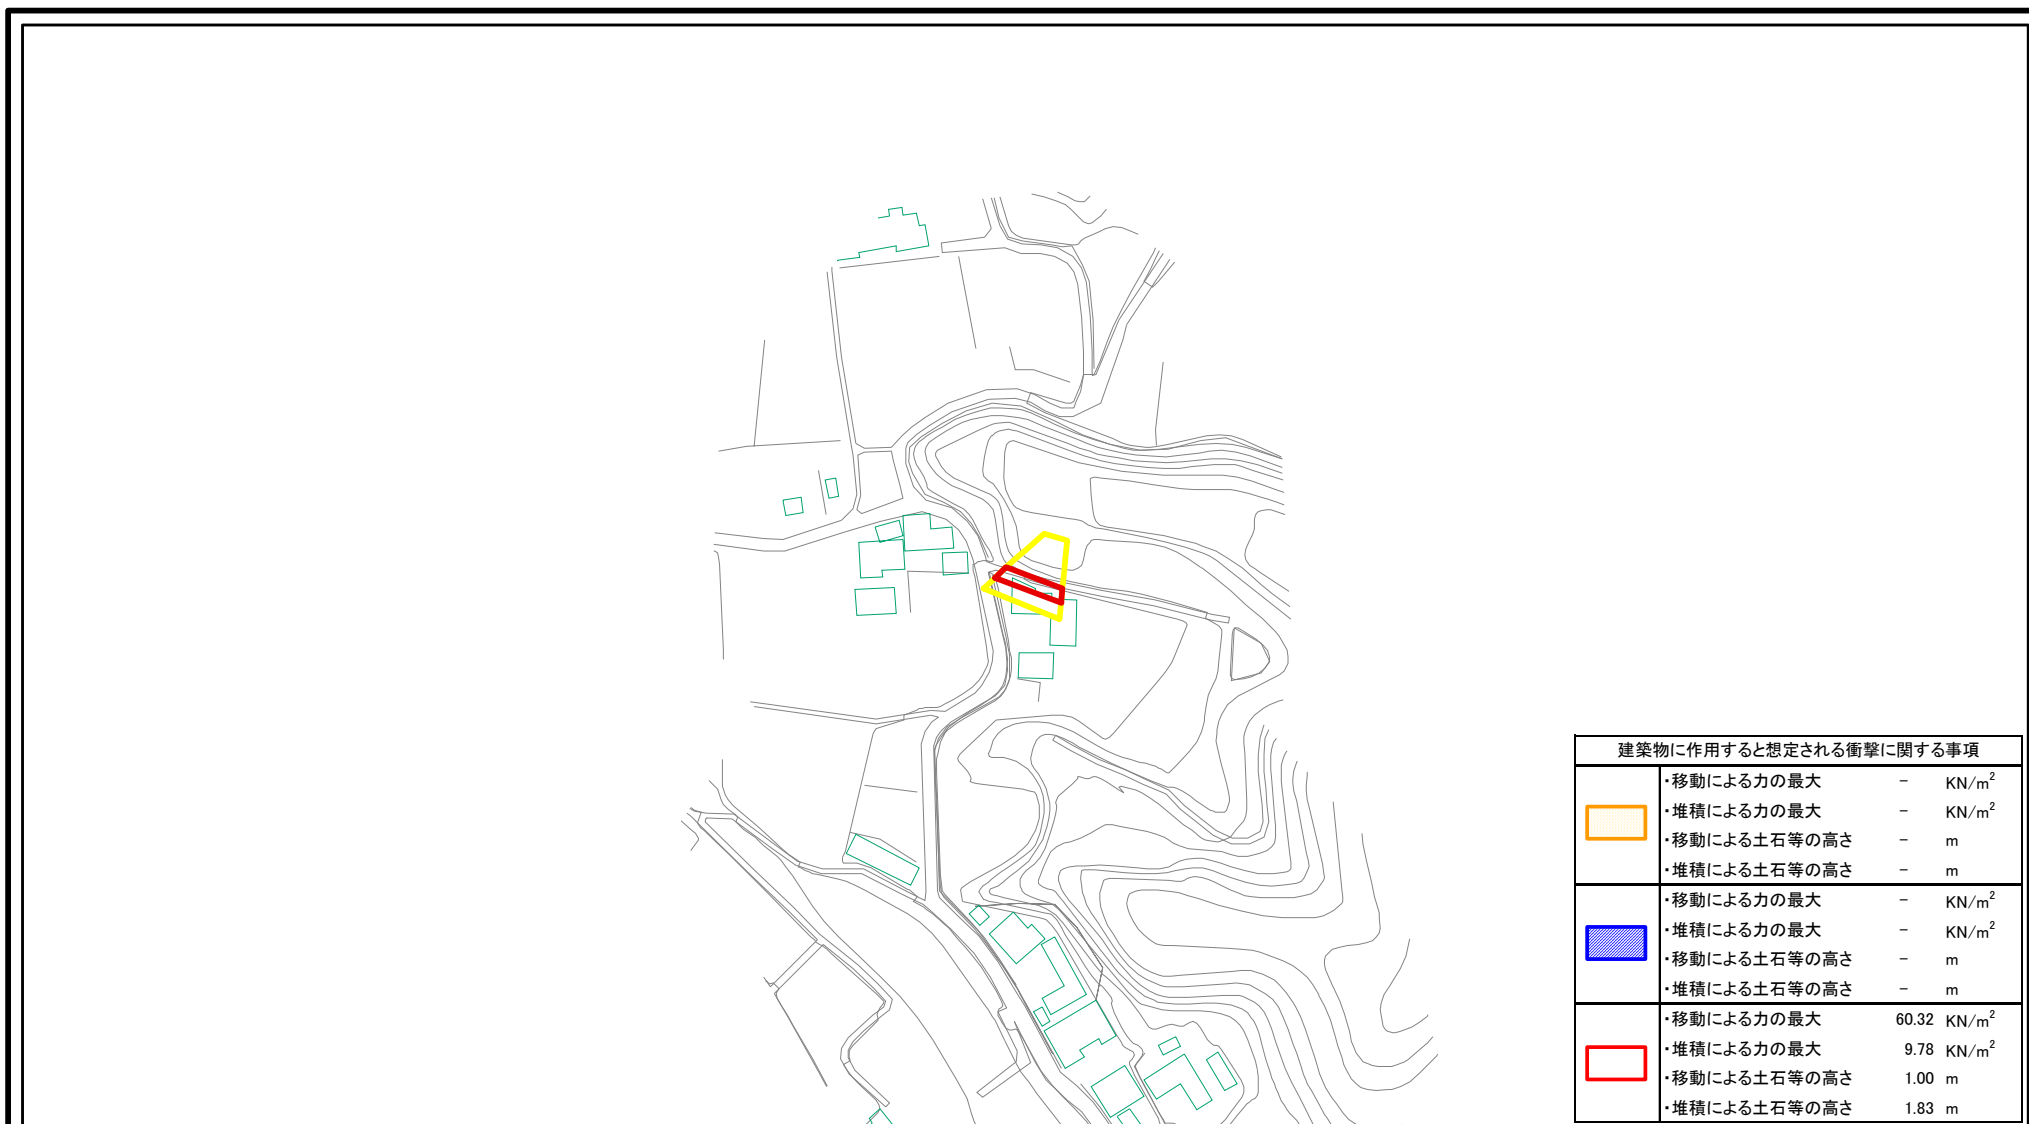 建築物に作用すると想定される衝撃に関する事項
・移動による力の最大 － KN/m²
・堆積による力の最大 － KN/m²
・移動による土石等の高さ － m
・堆積による土石等の高さ － m
・移動による力の最大 － KN/m²
・堆積による力の最大 － KN/m²
・移動による土石等の高さ － m
・堆積による土石等の高さ － m
・移動による力の最大 60.32 KN/m²
・堆積による力の最大 9.78 KN/m²
・移動による土石等の高さ 1.00 m
・堆積による土石等の高さ 1.83 m